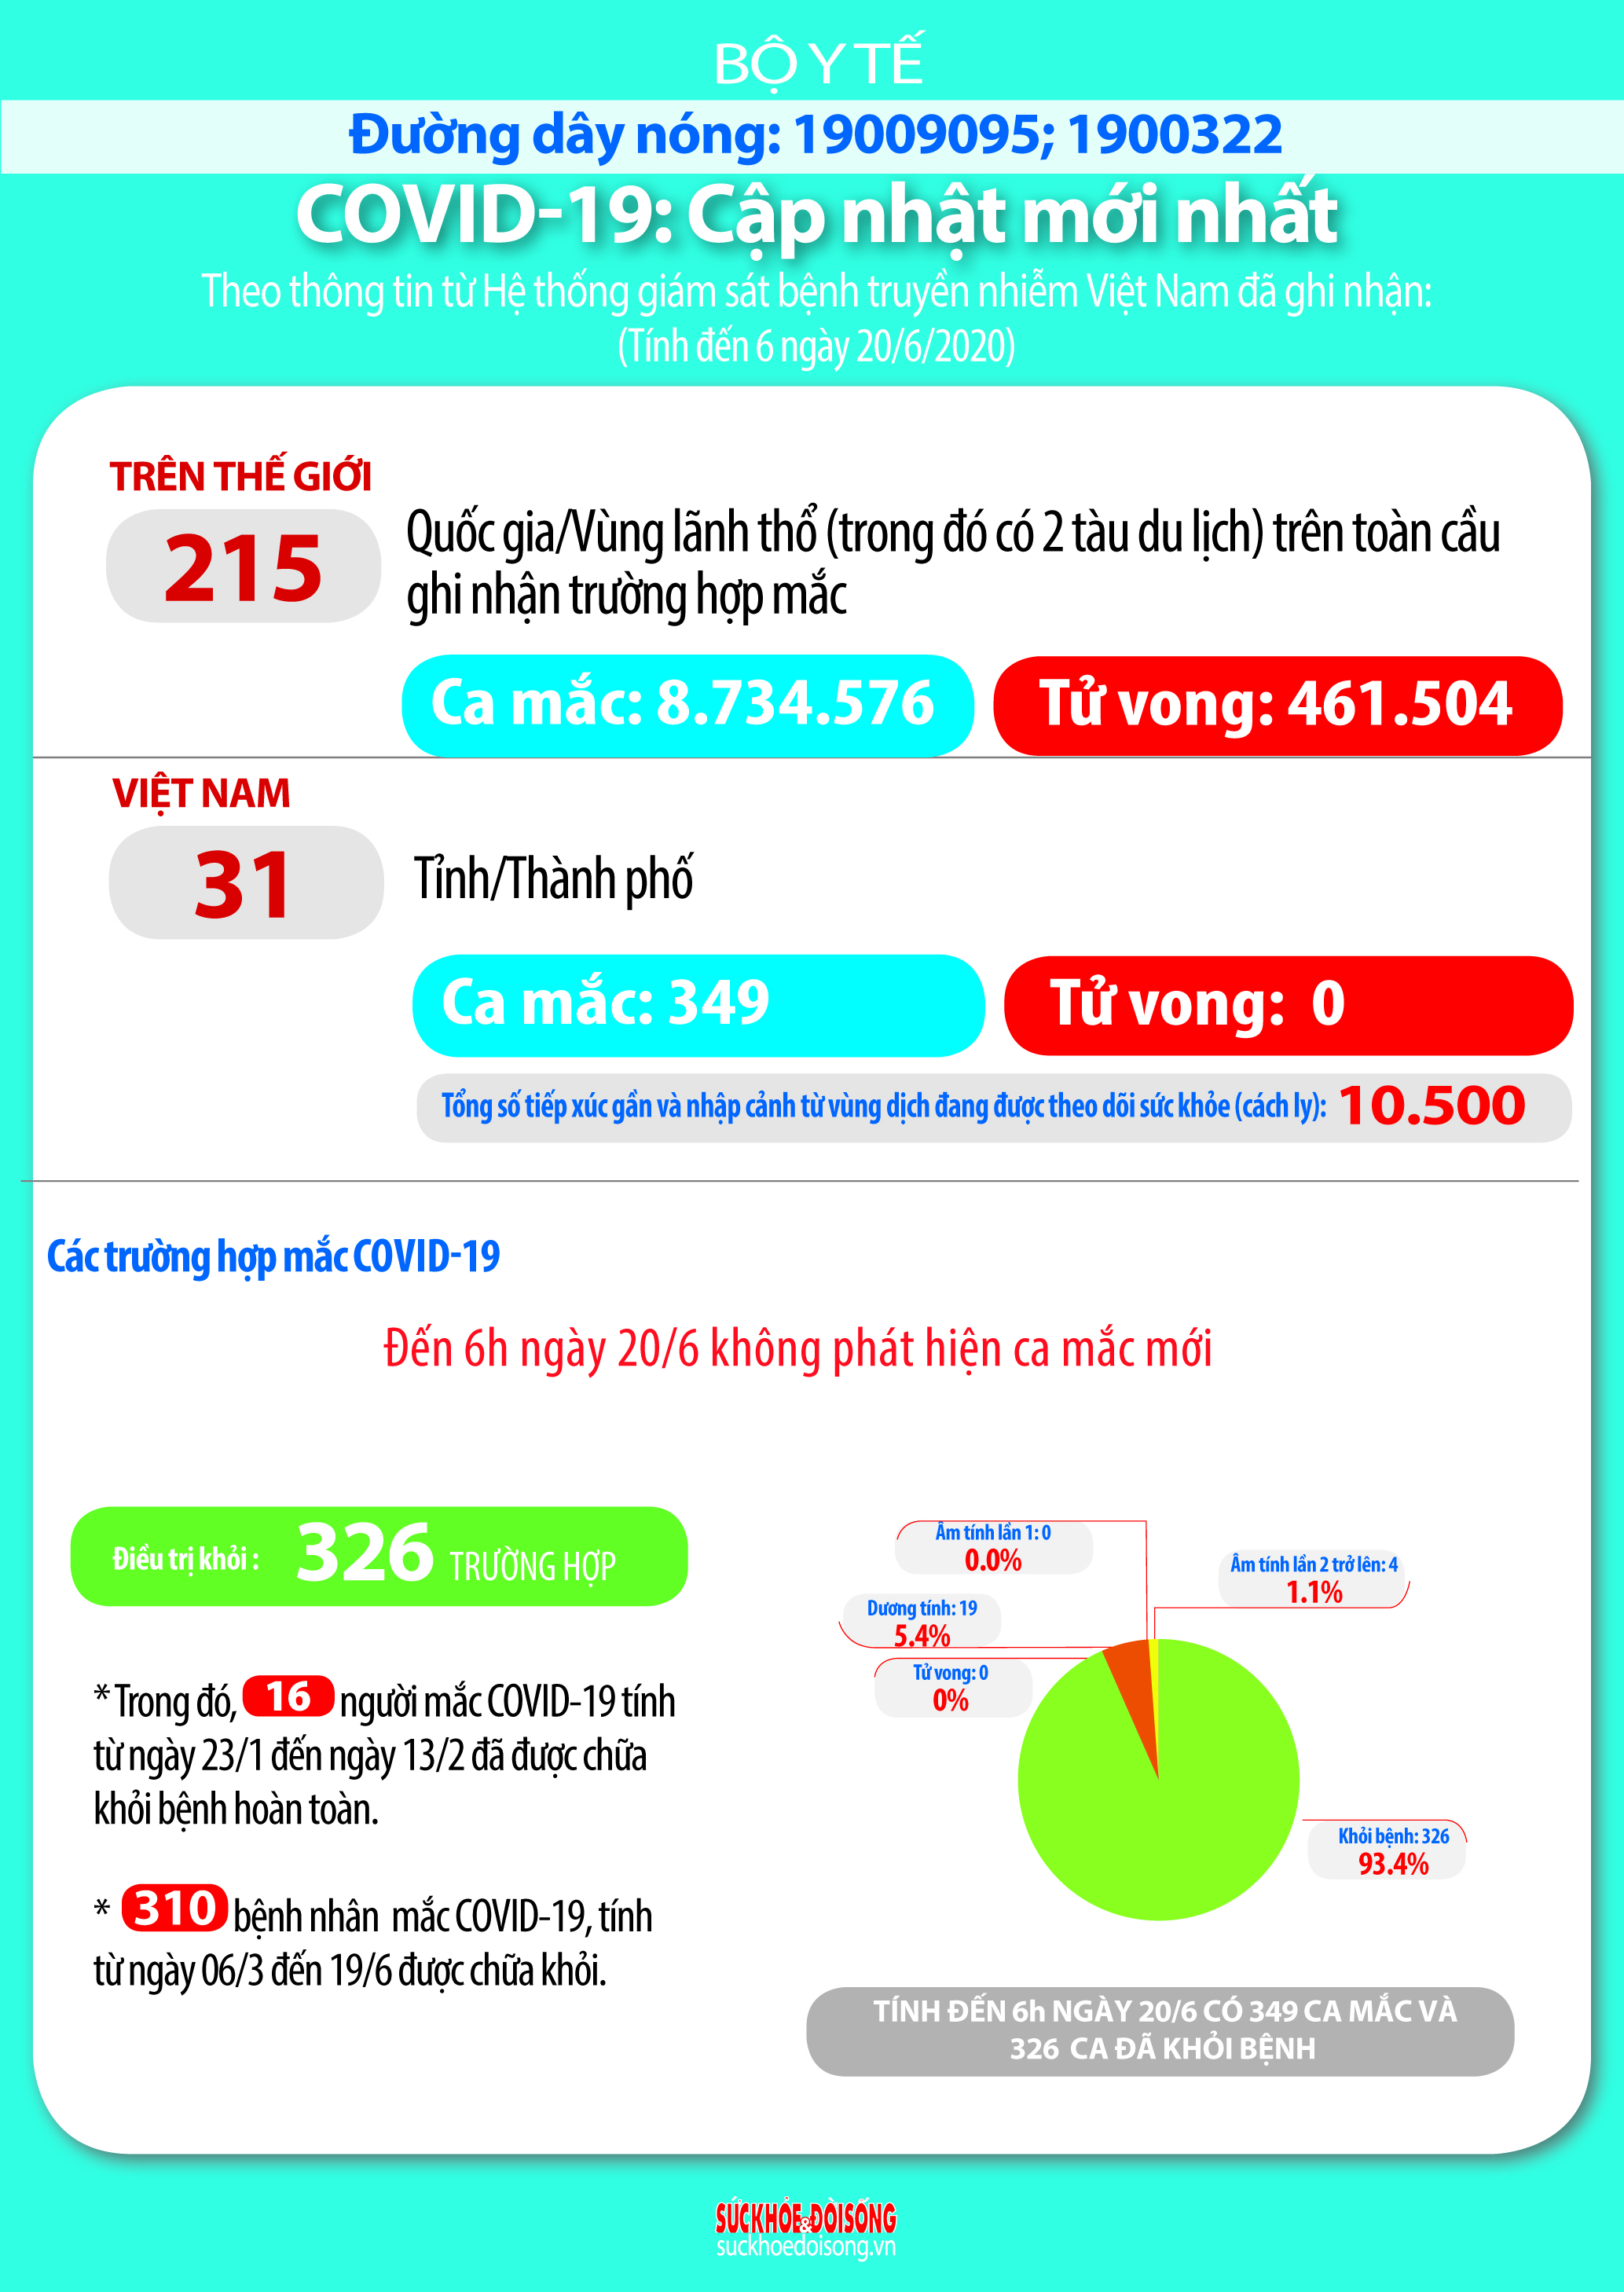 BỘ Y TẾ
Đường dây nóng: 19009095; 1900322
COVID-19: Cập nhật mới nhất
Theo thông tin từ Hệ thống giám sát bệnh truyền nhiễm Việt Nam đã ghi nhận:
(Tính đến 6 ngày 20/6/2020)
TRÊN THẾ GIỚI
215
Quốc gia/Vùng lãnh thổ (trong đó có 2 tàu du lịch) trên toàn cầu
ghi nhận trường hợp mắc
Ca mắc: 8.734.576
Tử vong: 461.504
VIỆT NAM
31
Tỉnh/Thành phố
Ca mắc: 349
Tử vong: 0
Tổng số tiếp xúc gần và nhập cảnh từ vùng dịch đang được theo dõi sức khỏe (cách ly): 10.500
Các trường hợp mắc COVID-19
Đến 6h ngày 20/6 không phát hiện ca mắc mới
Điều trị khỏi : 326 TRƯỜNG HỢP
* Trong đó, 16 người mắc COVID-19 tính
từ ngày 23/1 đến ngày 13/2 đã được chữa
khỏi bệnh hoàn toàn.
* 310 bệnh nhân mắc COVID-19, tính
từ ngày 06/3 đến 19/6 được chữa khỏi.
Âm tính lần 1: 0
0.0%
Âm tính lần 2 trở lên: 4
1.1%
Dương tính: 19
5.4%
Tử vong: 0
0%
Khỏi bệnh: 326
93.4%
TÍNH ĐẾN 6h NGÀY 20/6 CÓ 349 CA MẮC VÀ
326 CA ĐÃ KHỎI BỆNH
SỨC KHỎE & ĐỜI SỐNG
suckhoedoisong.vn